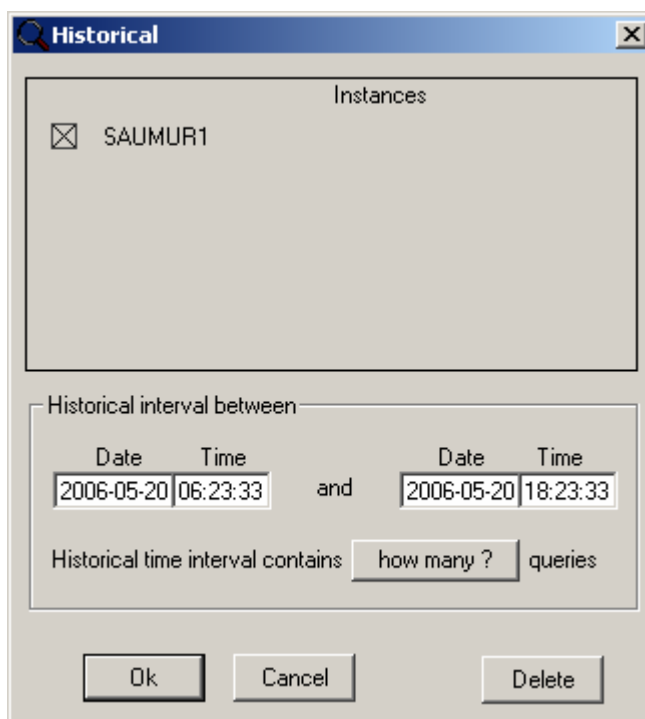 Historical
Instances
SAUMUR1
Historical interval between
Date Time Date Time
2006-05-20 06:23:33 and 2006-05-20 18:23:33
Historical time interval contains how many ? queries
Ok Cancel Delete